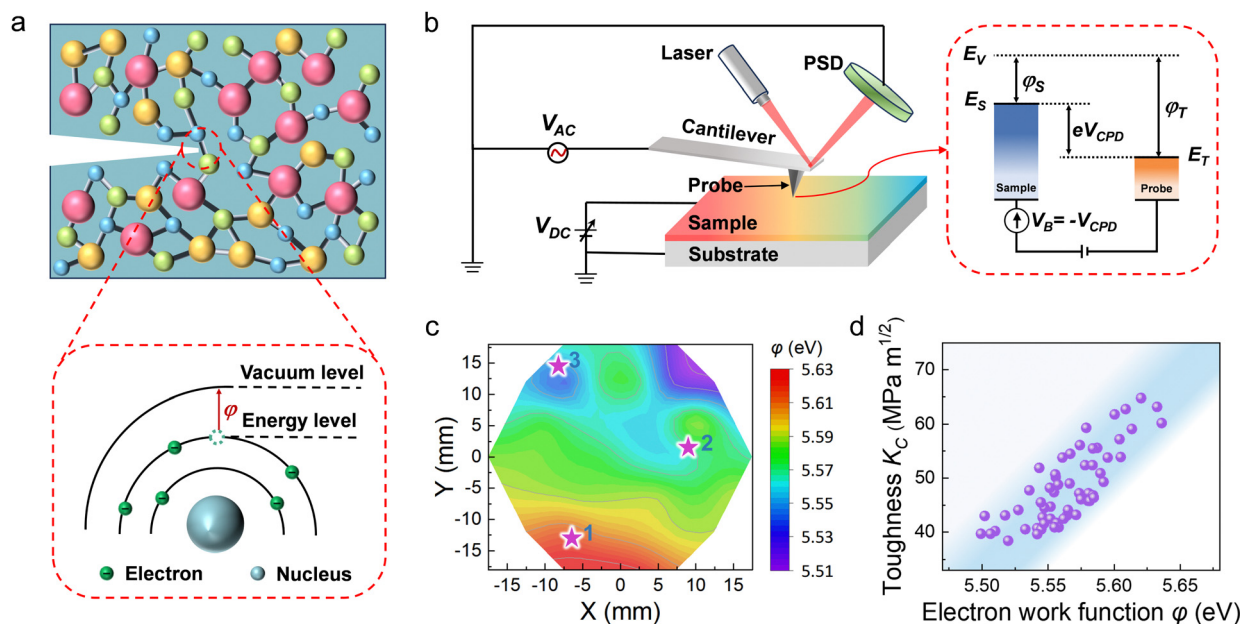 a
Vacuum level
φ
Energy level
Electron
Nucleus
b
Laser
PSD
V_AC
Cantilever
Probe
Sample
V_DC
Substrate
E_V
φ_S
E_S
φ_T
eV_CPD
E_T
Sample
Probe
V_B = -V_CPD
c
φ (eV)
Y (mm)
15
10
5
0
-5
-10
-15
3
2
1
-15 -10 -5 0 5 10 15
X (mm)
5.63
5.61
5.59
5.57
5.55
5.53
5.51
d
Toughness K_C (MPa m^1/2)
70
60
50
40
5.50 5.55 5.60 5.65
Electron work function φ (eV)